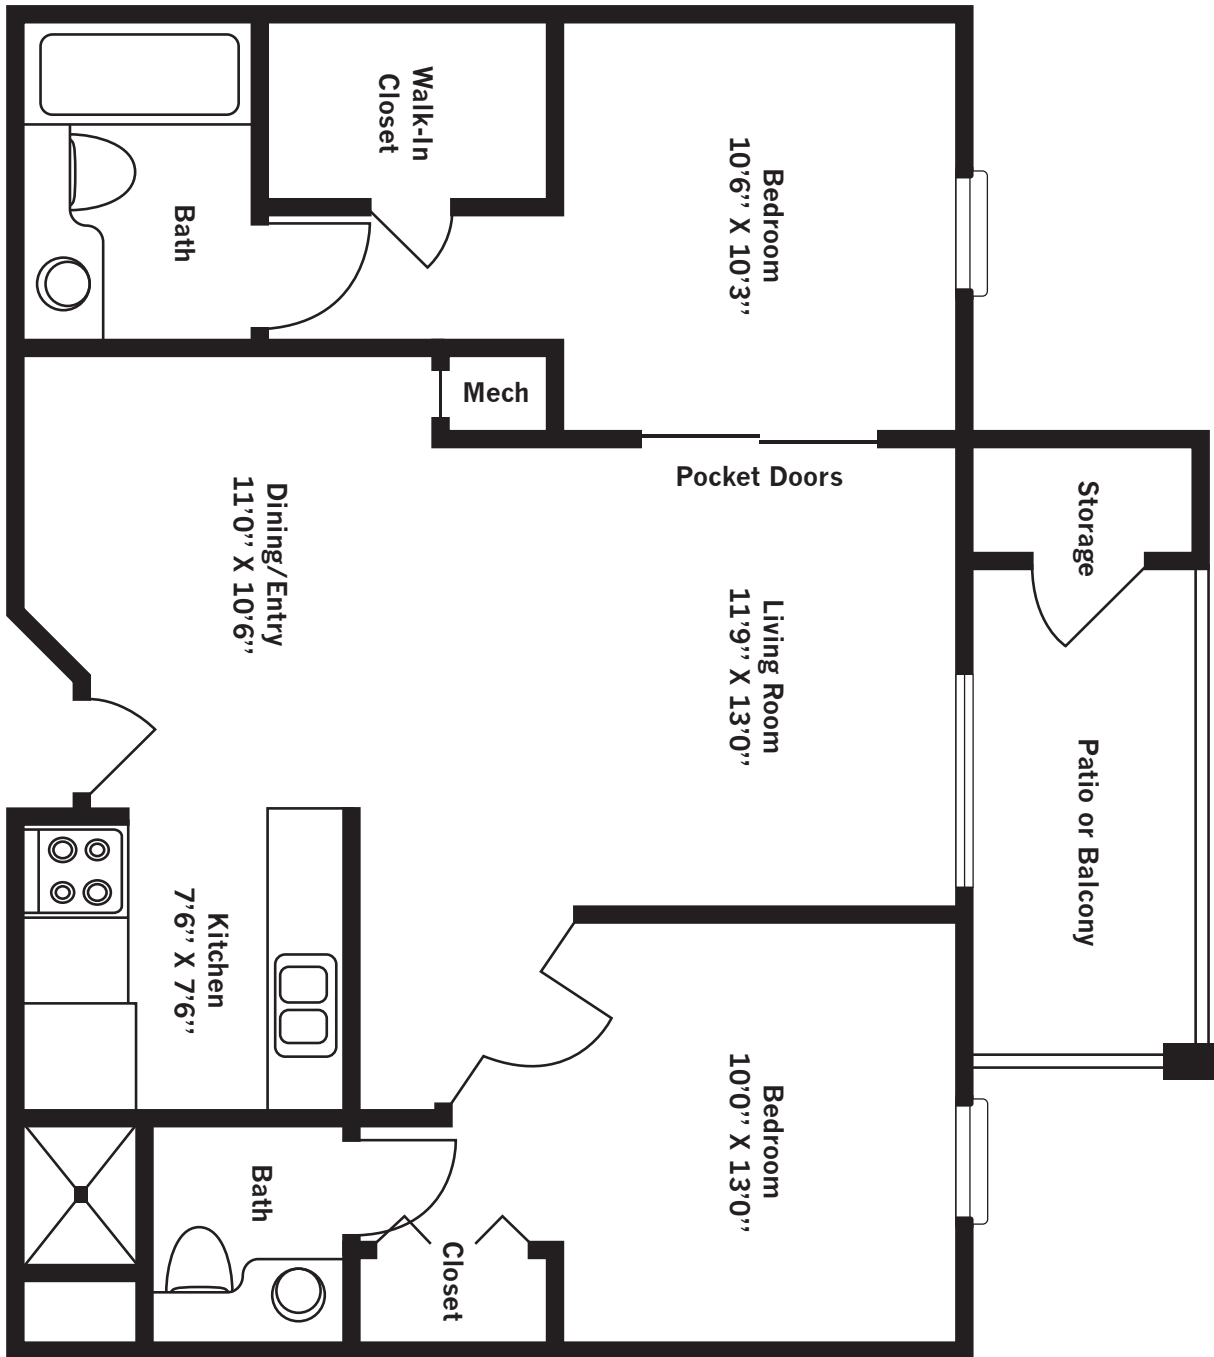 Walk-In
Closet
Bath
Bedroom
10’6” X 10’3”
Mech
Pocket Doors
Storage
Dining/Entry
11’0” X 10’6”
Living Room
11’9” X 13’0”
Patio or Balcony
Kitchen
7’6” X 7’6”
Bedroom
10’0” X 13’0”
Bath
Closet